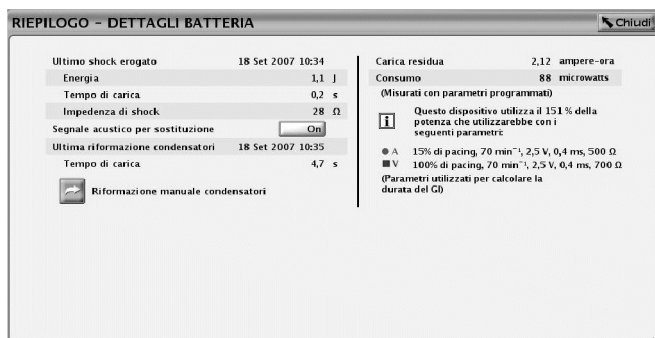 RIEPILOGO – DETTAGLI BATTERIA
Chiudi
Ultimo shock erogato 18 Set 2007 10:34
Energia 1,1 J
Tempo di carica 0,2 s
Impedenza di shock 28 Ω
Segnale acustico per sostituzione On
Ultima riformazione condensatori 18 Set 2007 10:35
Tempo di carica 4,7 s
Riformazione manuale condensatori
Carica residua 2,12 ampere-ora
Consumo 88 microwatts
(Misurati con parametri programmati)
i
Questo dispositivo utilizza il 151 % della
potenza che utilizzarebbe con i
seguenti parametri:
A 15% di pacing, 70 min⁻¹, 2,5 V, 0,4 ms, 500 Ω
V 100% di pacing, 70 min⁻¹, 2,5 V, 0,4 ms, 700 Ω
(Parametri utilizzati per calcolare la
durata del GI)